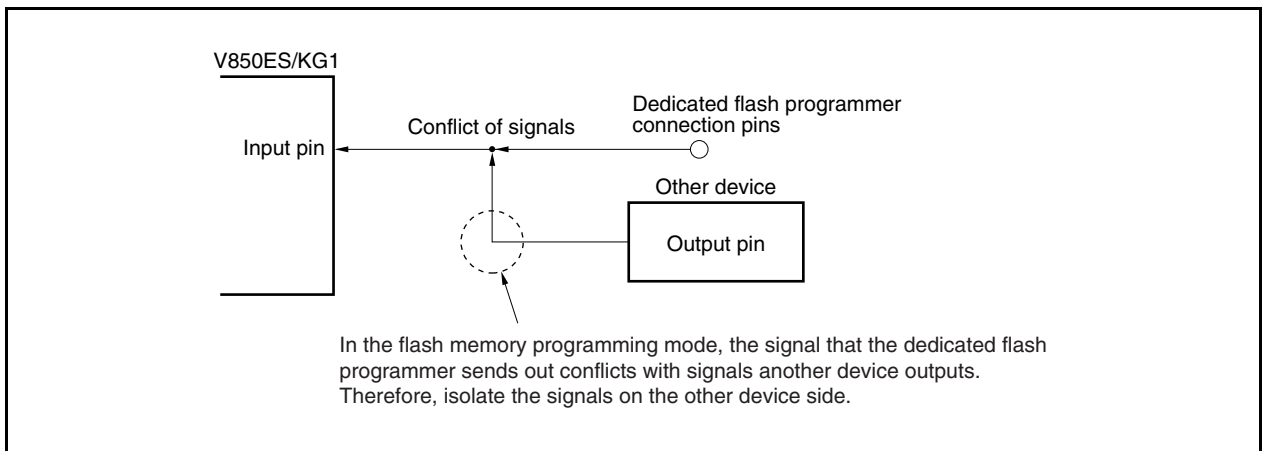 V850ES/KG1
Dedicated flash programmer
connection pins
Conflict of signals
Input pin
Other device
Output pin
In the flash memory programming mode, the signal that the dedicated flash
programmer sends out conflicts with signals another device outputs.
Therefore, isolate the signals on the other device side.